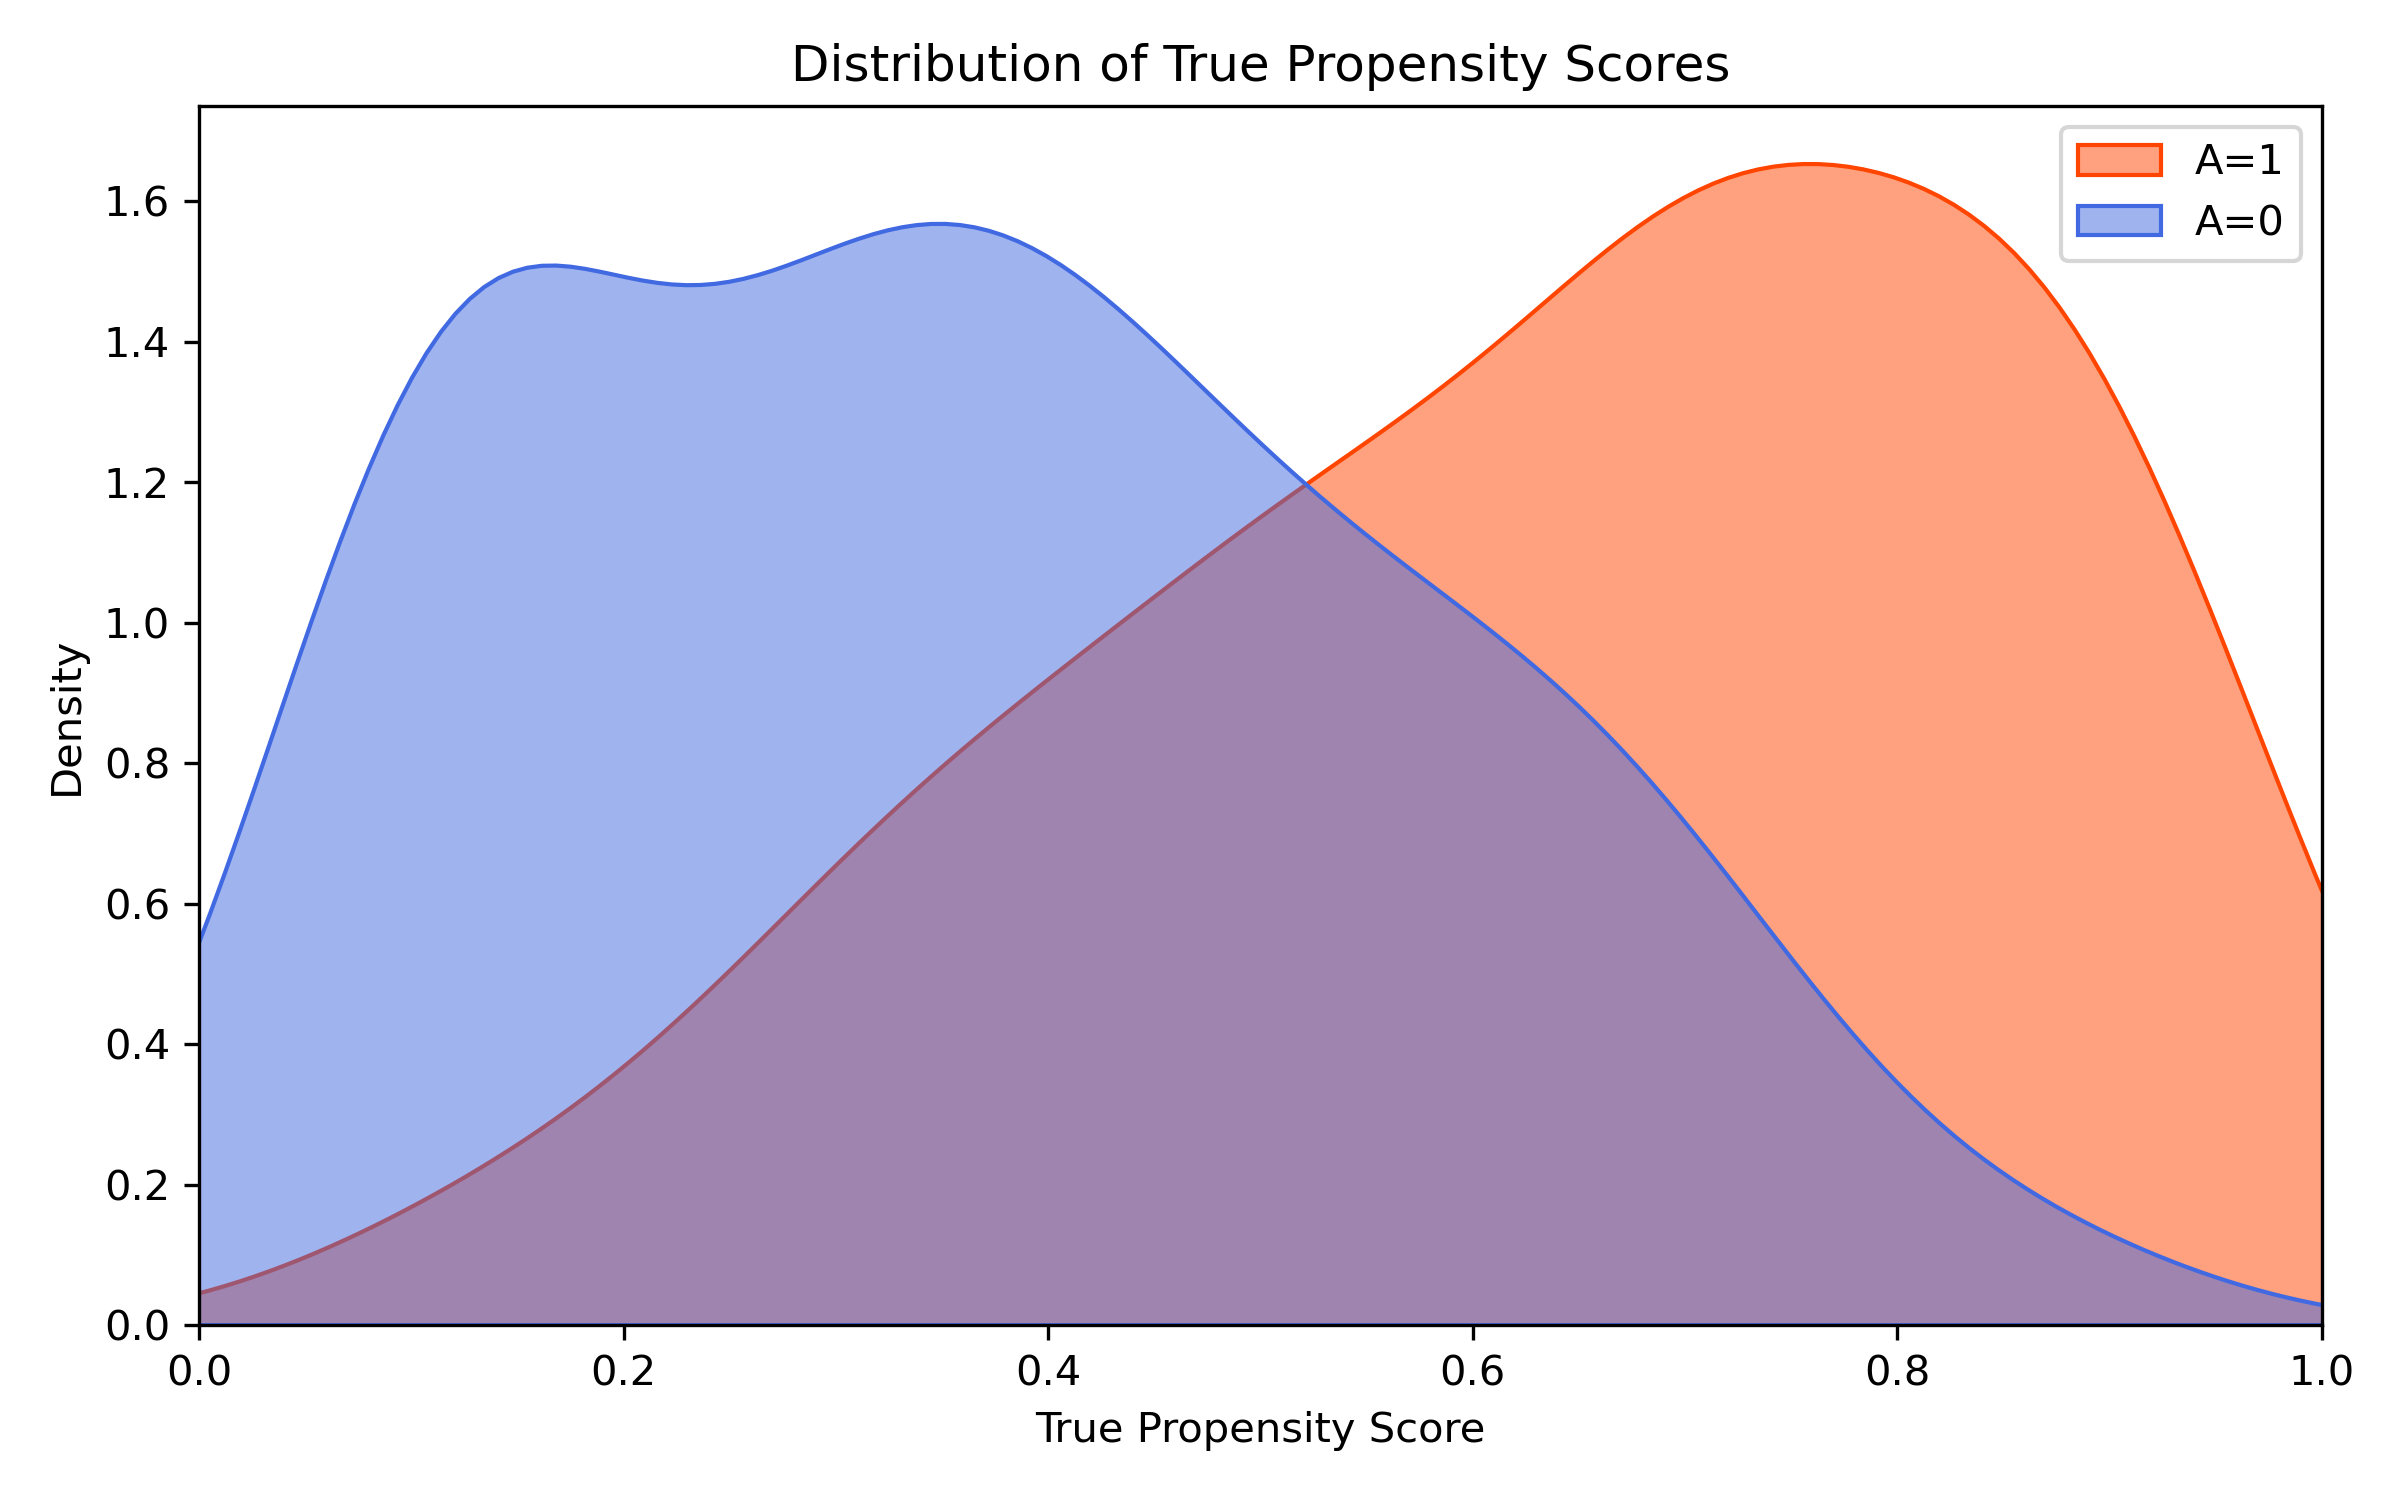 Distribution of True Propensity Scores
A=1
A=0
1.6
1.4
1.2
1.0
0.8
0.6
0.4
0.2
0.0
Density
0.0 0.2 0.4 0.6 0.8 1.0
True Propensity Score